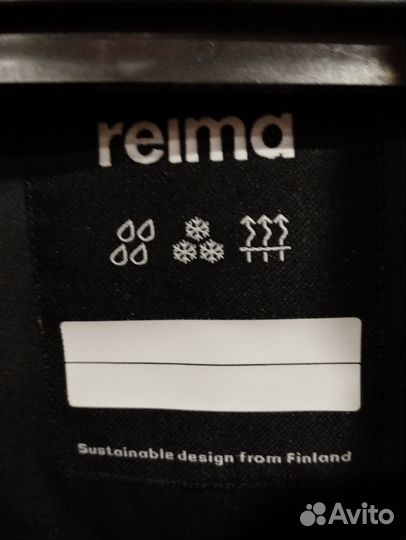 reima
Sustainable design from Finland
Avito